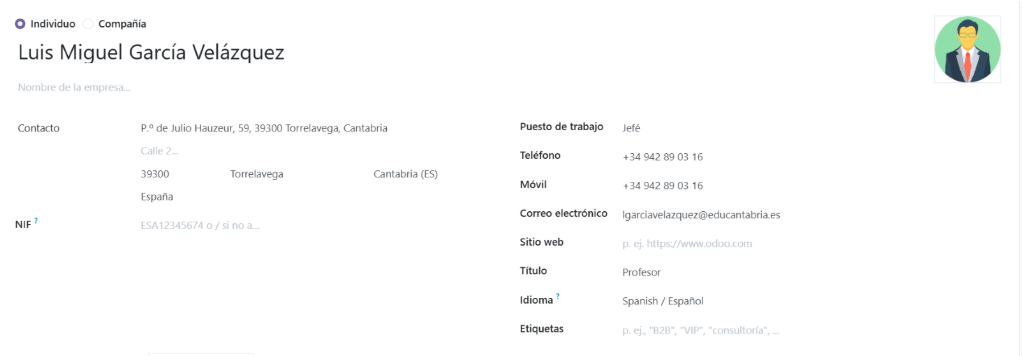 Individuo Compañía
Luis Miguel García Velázquez
Nombre de la empresa...
Contacto P.º de Julio Hauzeur, 59, 39300 Torrelavega, Cantabria
Calle 2...
39300 Torrelavega Cantabria (ES)
España
NIF ? ESA12345674 o / si no a...
Puesto de trabajo Jefé
Teléfono +34 942 89 03 16
Móvil +34 942 89 03 16
Correo electrónico lgarciavelazquez@educantabria.es
Sitio web p. ej. https://www.odoo.com
Título Profesor
Idioma ? Spanish / Español
Etiquetas p. ej., "B2B", "VIP", "consultoría", ...